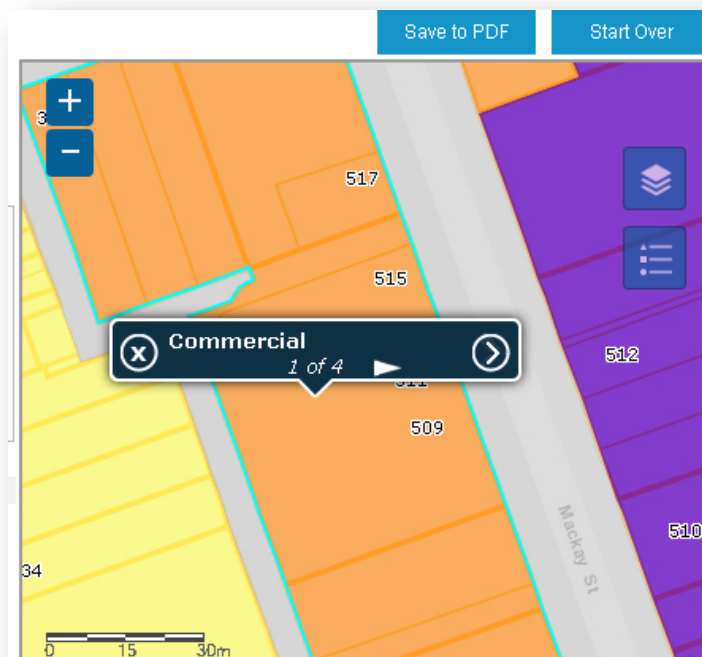 Save to PDF
Start Over
+
3
−
517
515
Commercial
1 of 4
512
509
Mackay St
510
34
0 15 30m